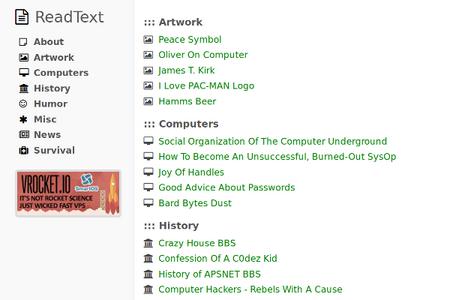 ReadText
About
Artwork
Computers
History
Humor
Misc
News
Survival
VROCKET.IO
SmartOS
IT'S NOT ROCKET SCIENCE
JUST WICKED FAST VPS
::: Artwork
Peace Symbol
Oliver On Computer
James T. Kirk
I Love PAC-MAN Logo
Hamms Beer
::: Computers
Social Organization Of The Computer Underground
How To Become An Unsuccessful, Burned-Out SysOp
Joy Of Handles
Good Advice About Passwords
Bard Bytes Dust
::: History
Crazy House BBS
Confession Of A C0dez Kid
History of APSNET BBS
Computer Hackers - Rebels With A Cause